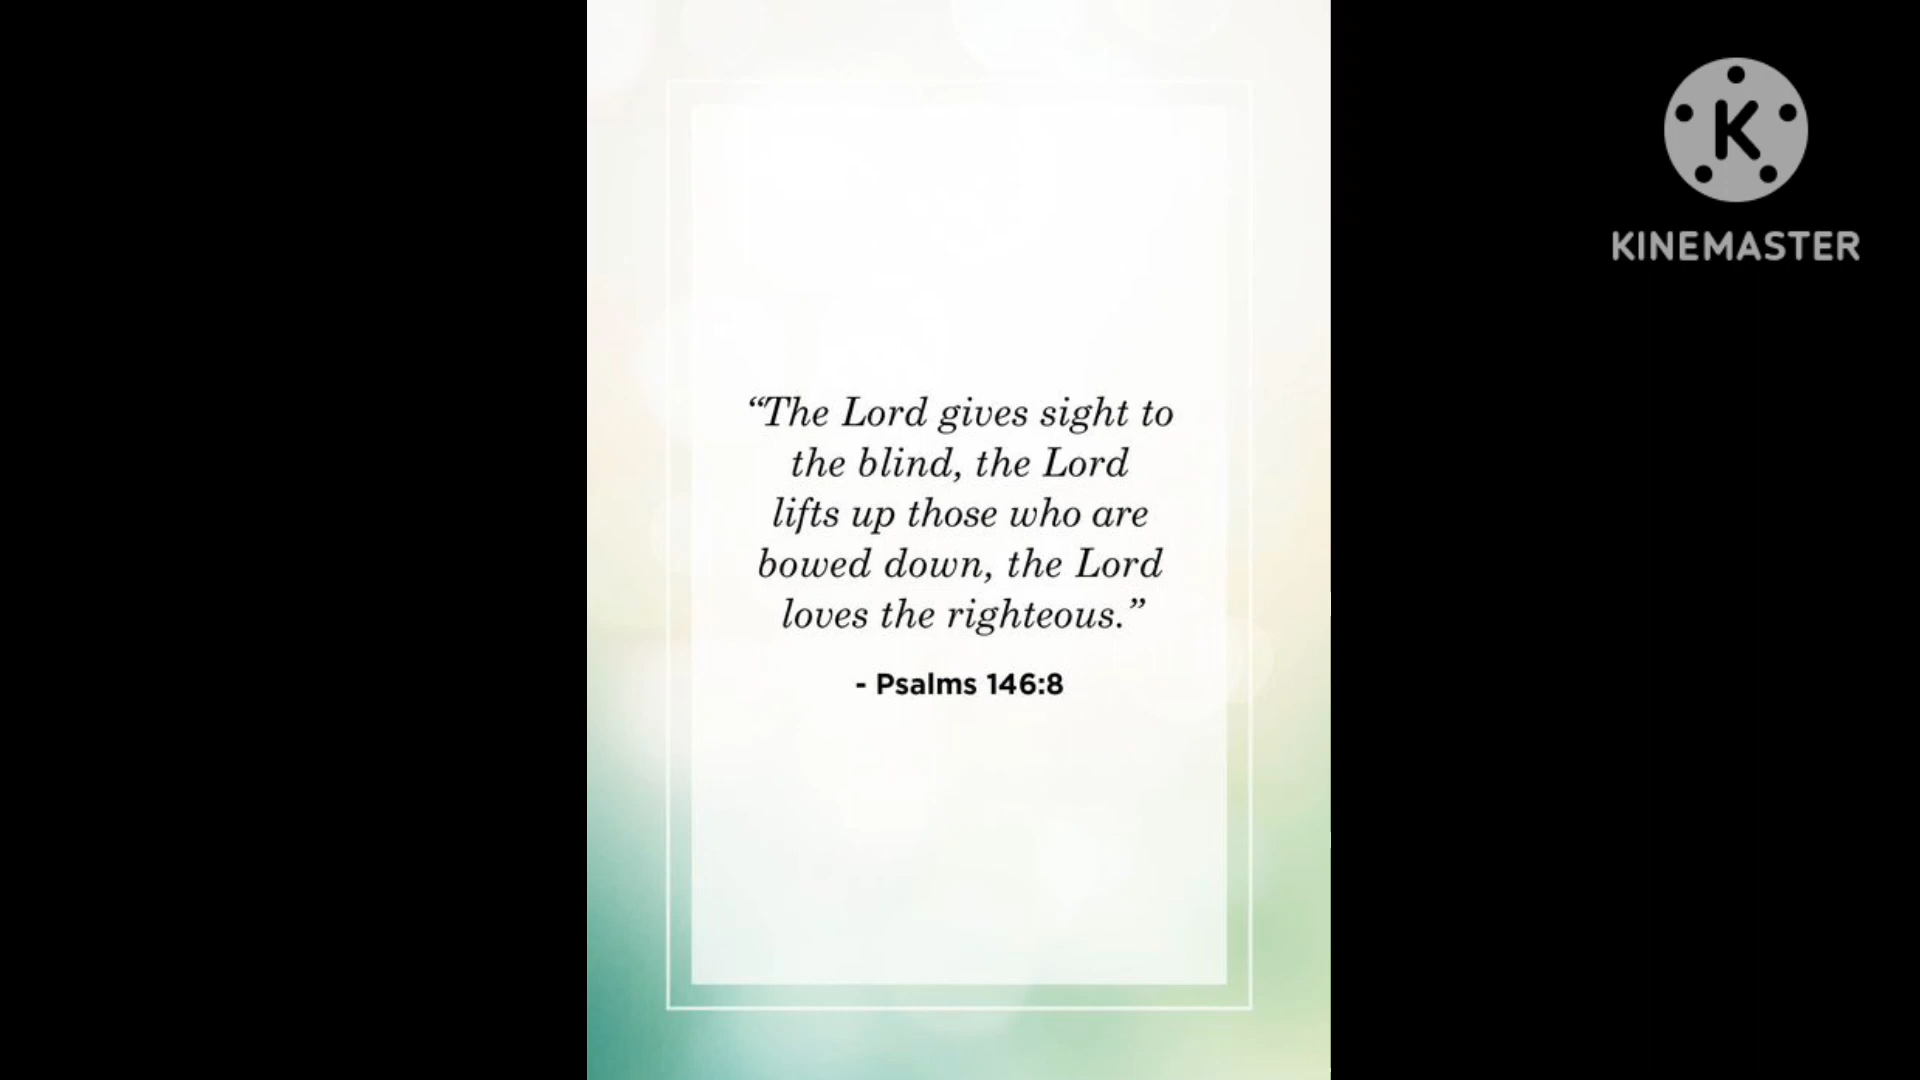 “The Lord gives sight to
the blind, the Lord
lifts up those who are
bowed down, the Lord
loves the righteous.”
- Psalms 146:8
K
KINEMASTER